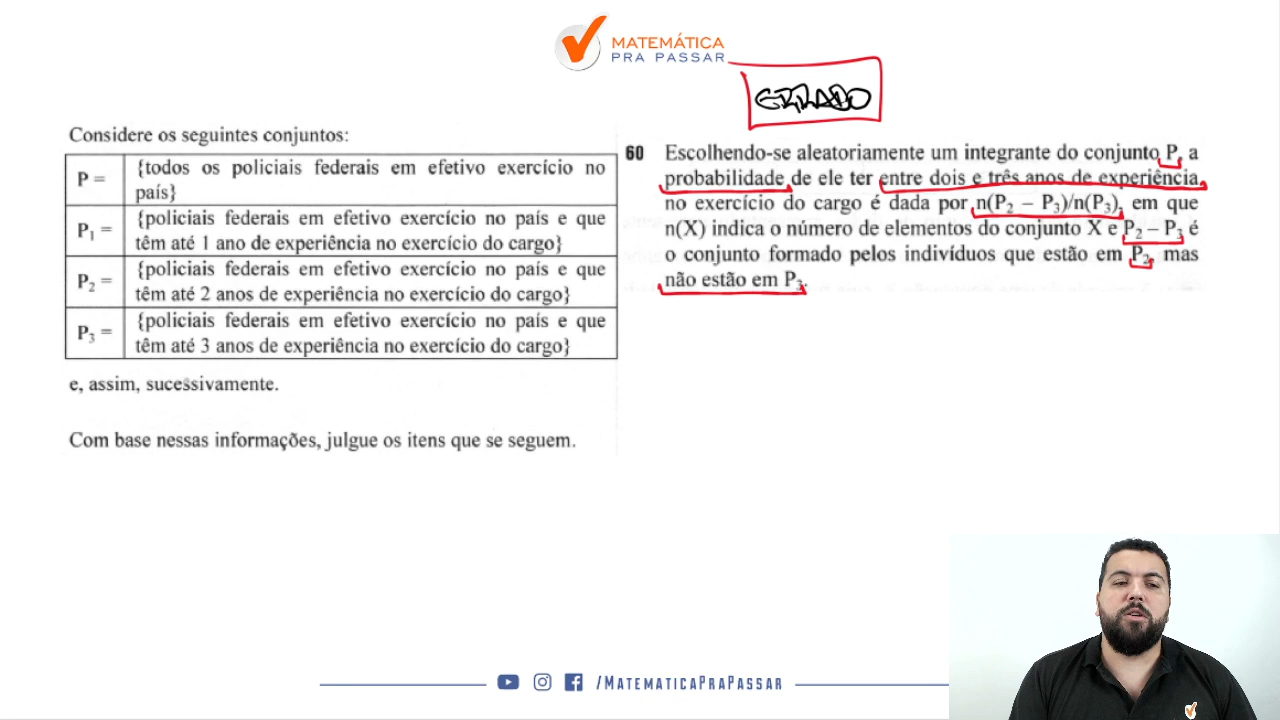 MATEMÁTICA
PRA PASSAR
ERRADO
Considere os seguintes conjuntos:
P = {todos os policiais federais em efetivo exercício no
país}
P₁ = {policiais federais em efetivo exercício no país e que
têm até 1 ano de experiência no exercício do cargo}
P₂ = {policiais federais em efetivo exercício no país e que
têm até 2 anos de experiência no exercício do cargo}
P₃ = {policiais federais em efetivo exercício no país e que
têm até 3 anos de experiência no exercício do cargo}
e, assim, sucessivamente.
Com base nessas informações, julgue os itens que se seguem.
60 Escolhendo-se aleatoriamente um integrante do conjunto P, a
probabilidade de ele ter entre dois e três anos de experiência
no exercício do cargo é dada por n(P₂ – P₃)/n(P₃), em que
n(X) indica o número de elementos do conjunto X e P₂ – P₃ é
o conjunto formado pelos indivíduos que estão em P₂, mas
não estão em P₃.
/MATEMATICAPRAPASSAR